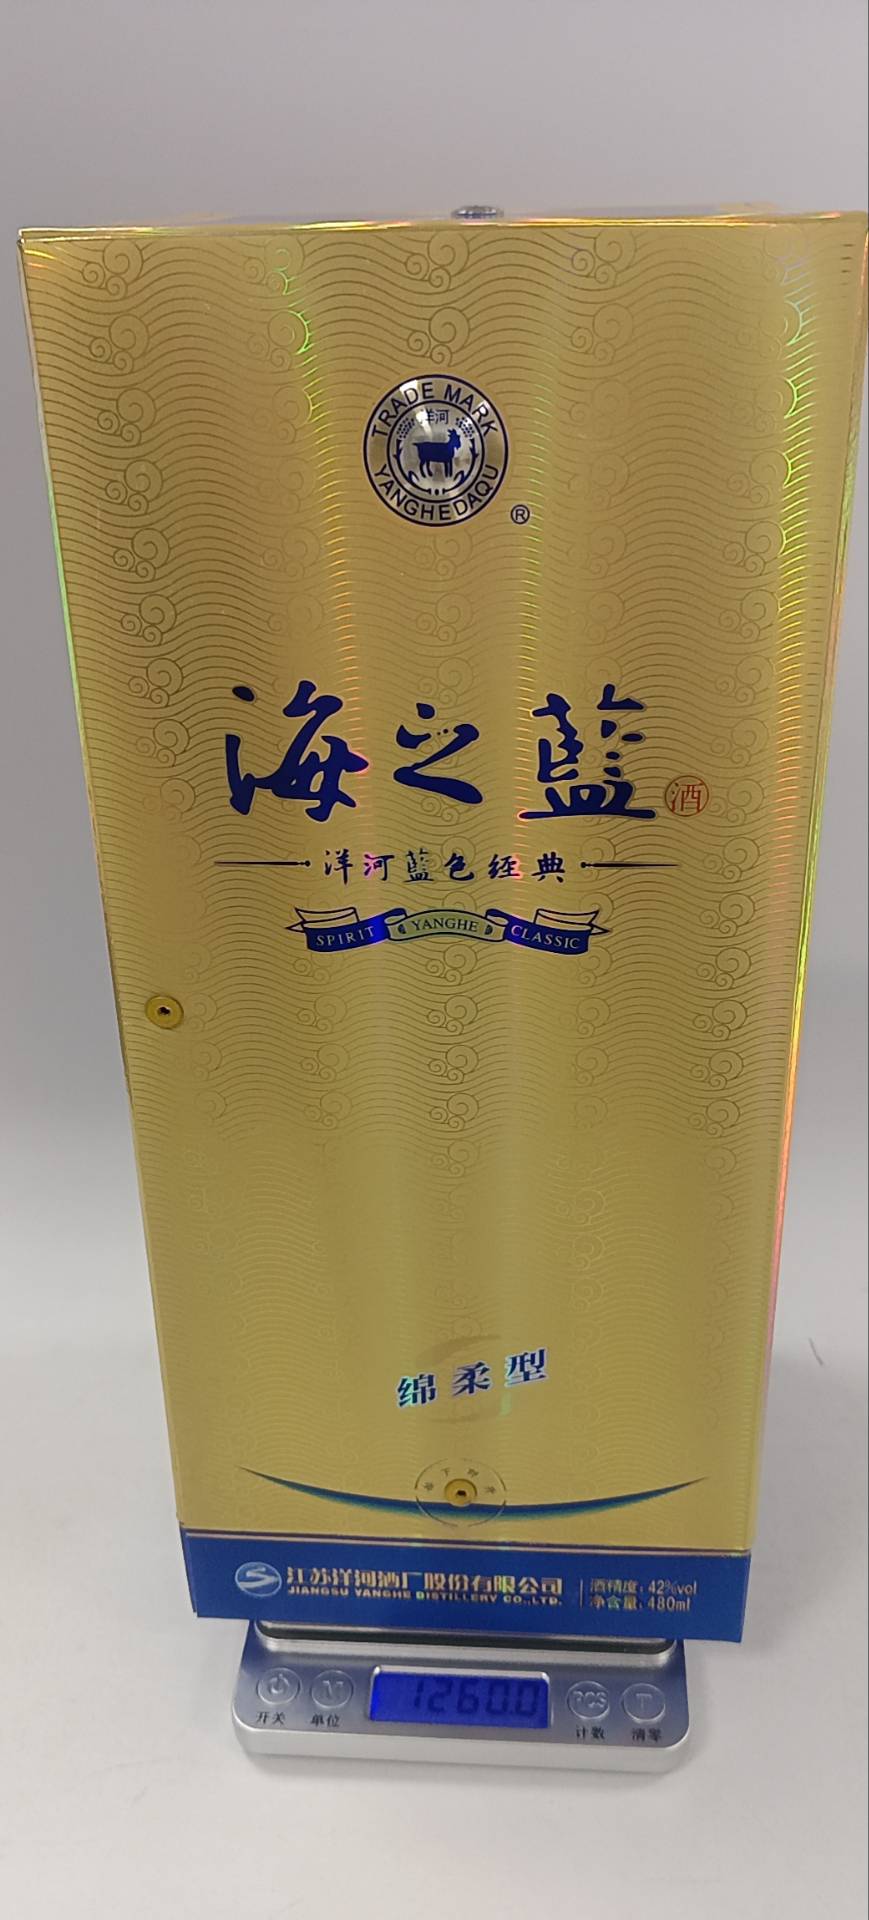 TRADE MARK
洋河
YANGHEDAQU
®
海之藍
酒
洋河蓝色经典
SPIRIT YANGHE CLASSIC
绵柔型
江苏洋河酒厂股份有限公司
JIANGSU YANGHE DISTILLERY CO.,LTD.
酒精度:42%vol
净含量:480ml
1260.0
PCS T
开关 单位 计数 清零